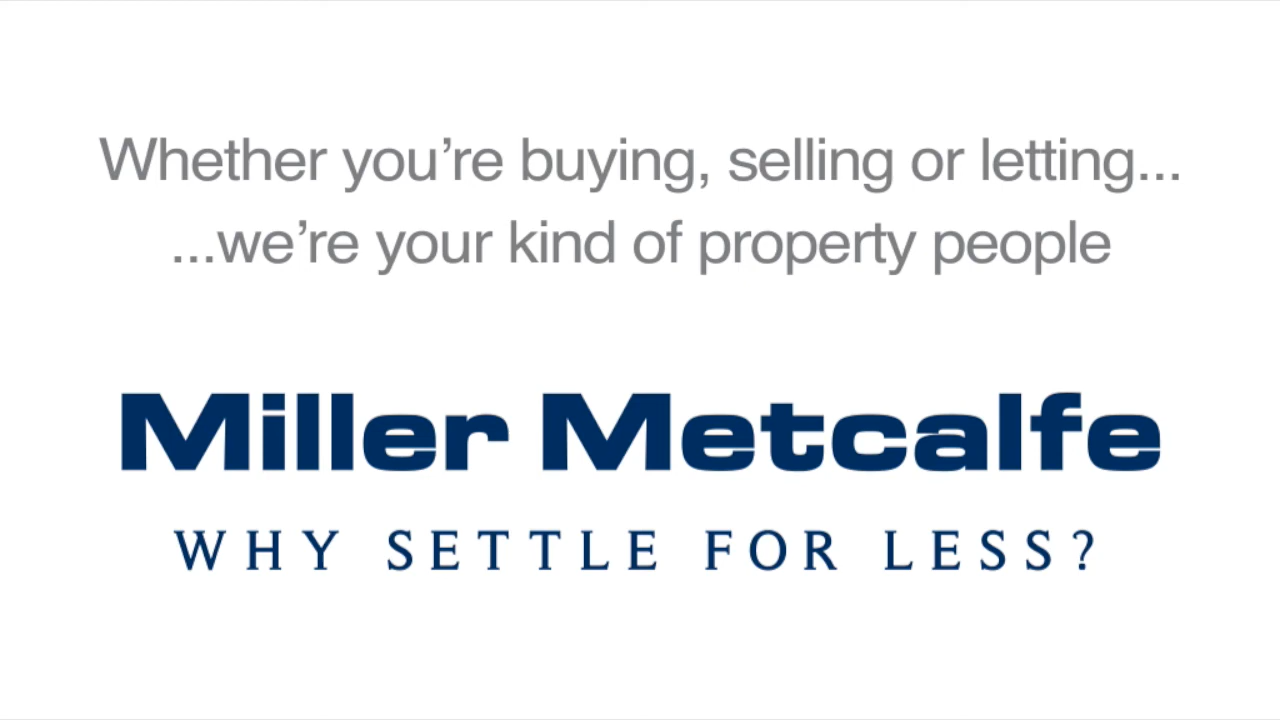 Whether you’re buying, selling or letting...
...we’re your kind of property people
Miller Metcalfe
WHY SETTLE FOR LESS?